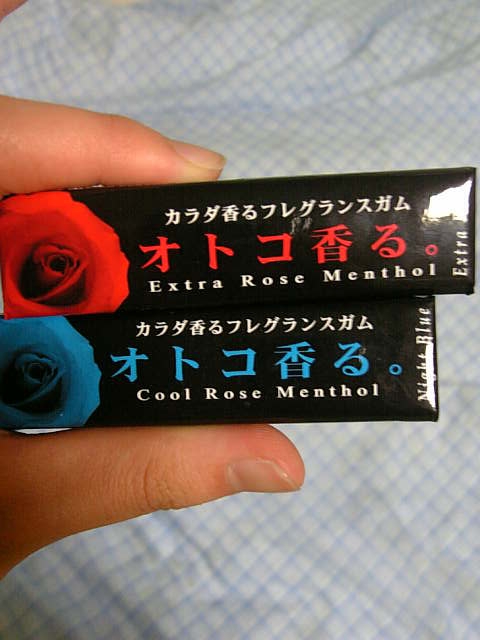 カラダ香るフレグランスガム
オトコ香る。
Extra Rose Menthol
Extra
カラダ香るフレグランスガム
オトコ香る。
Cool Rose Menthol
Night Blue